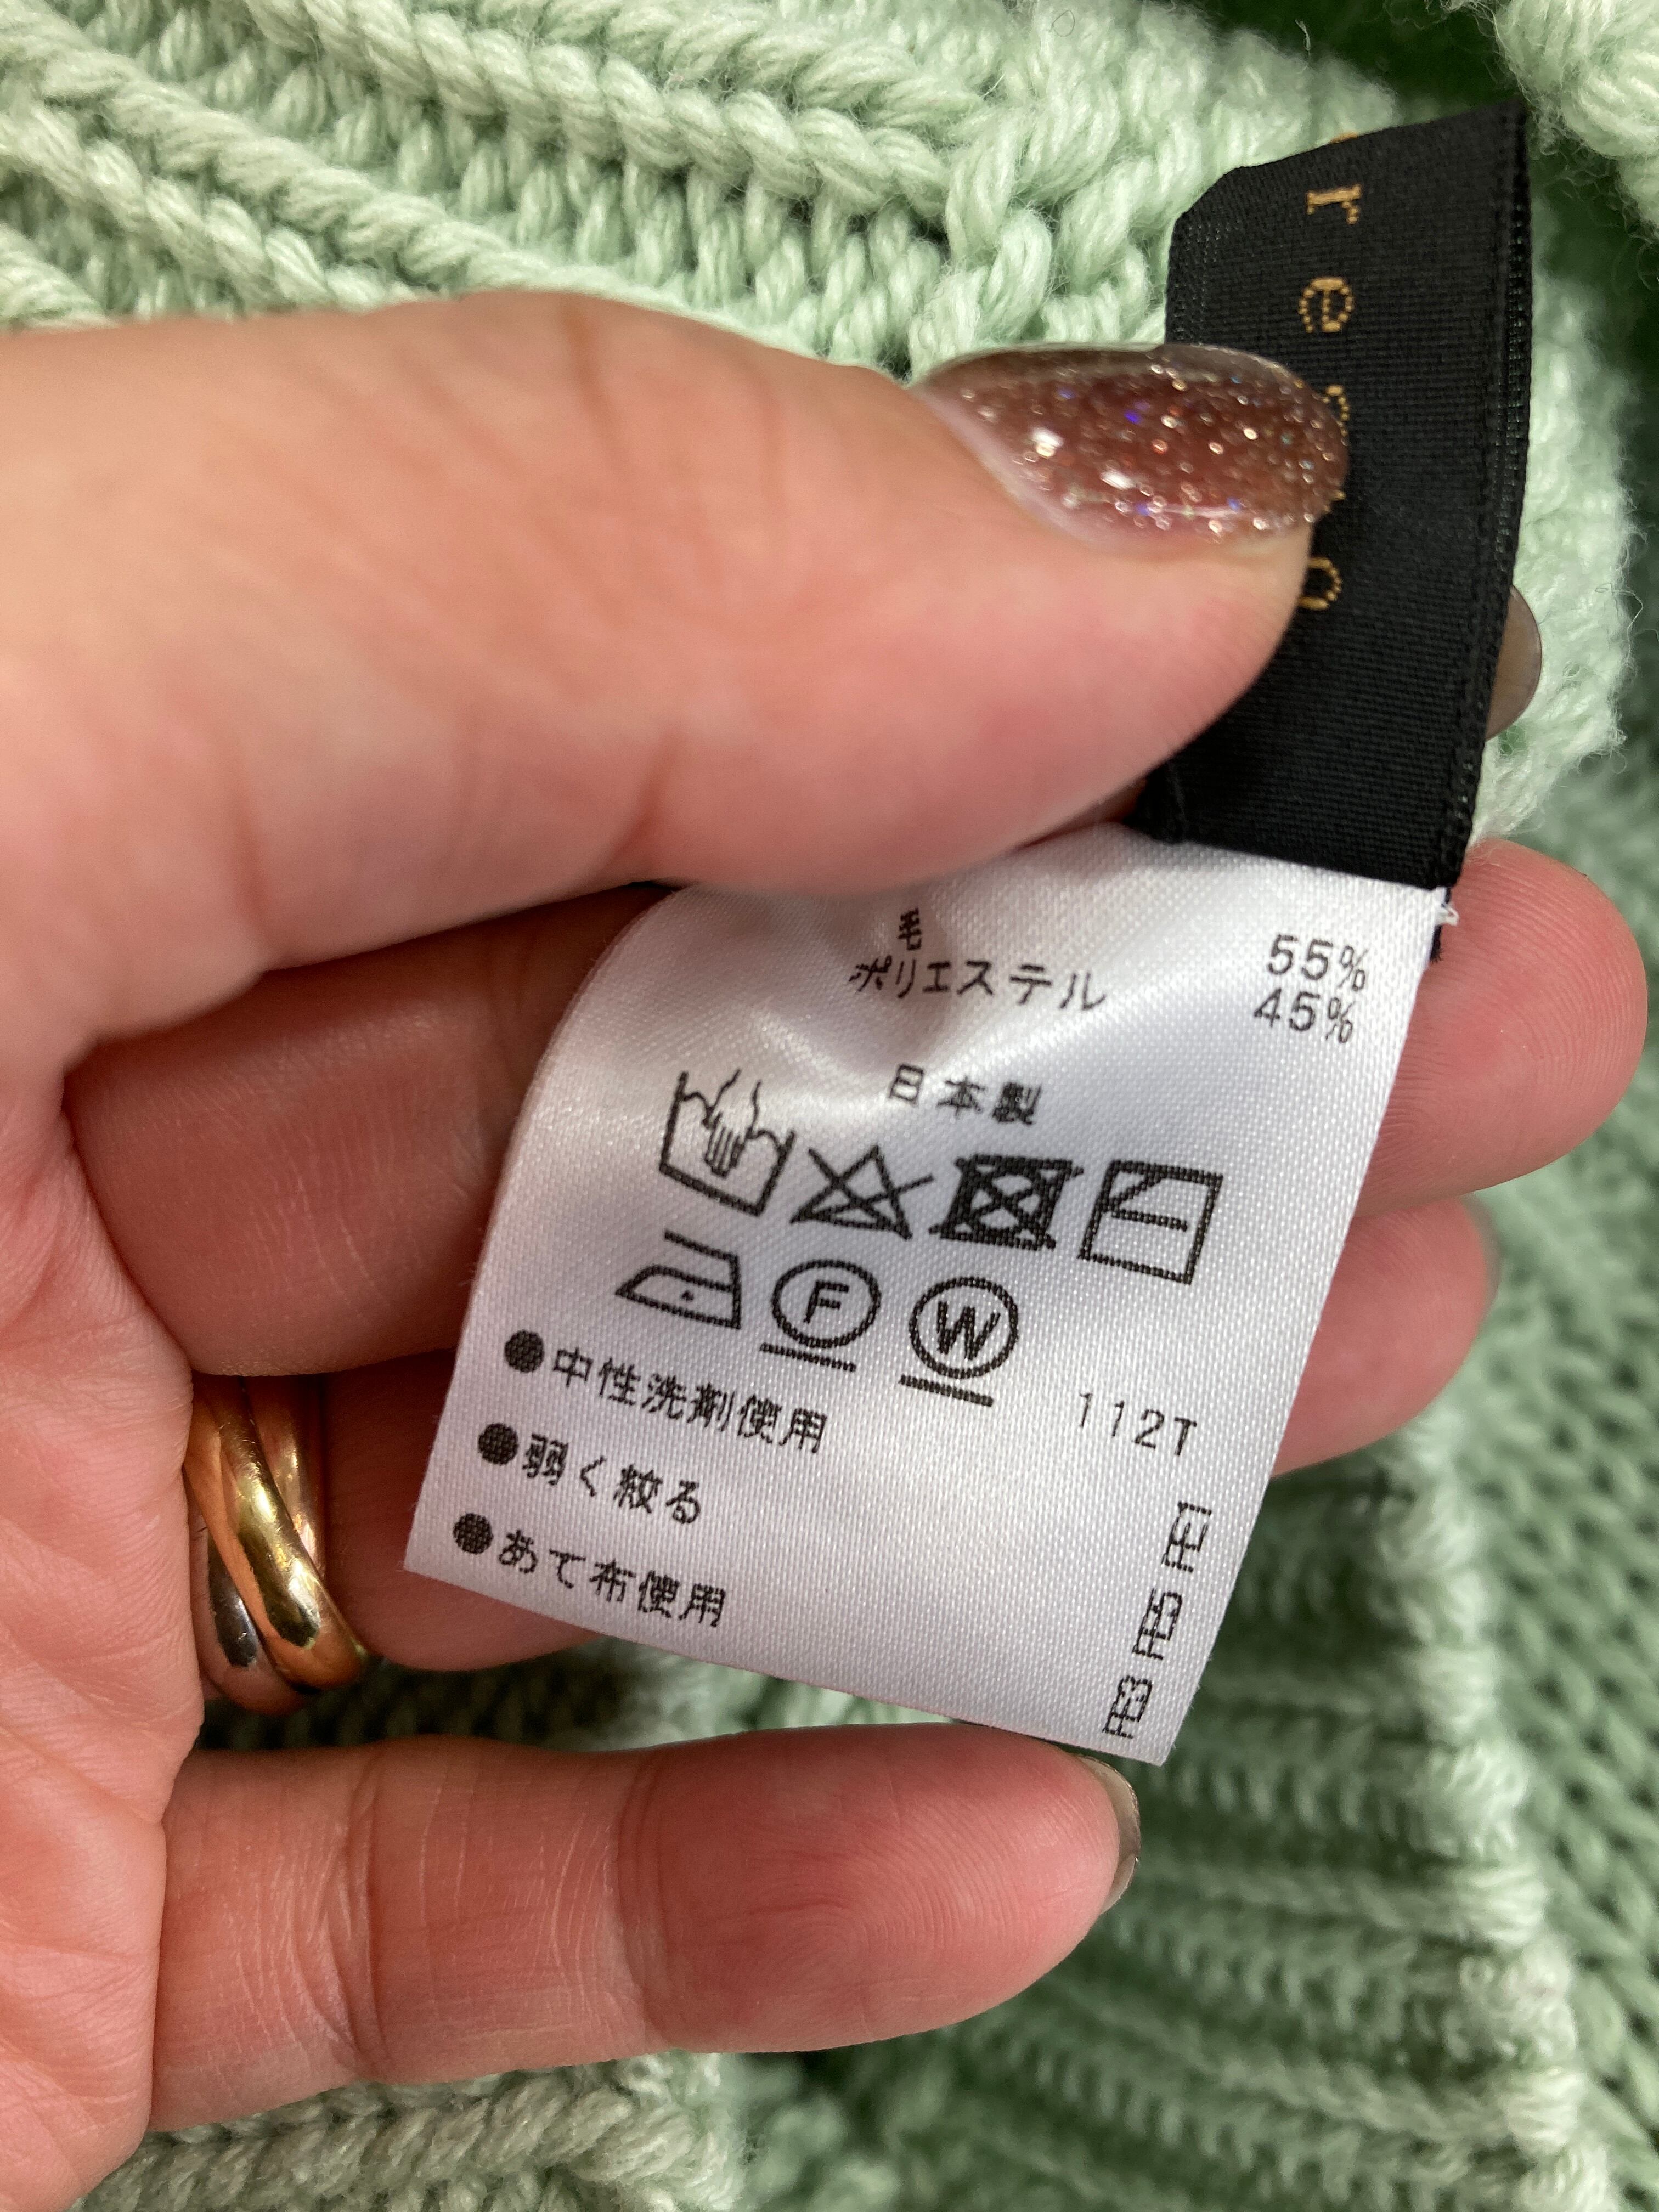 毛 55%
ポリエステル 45%
日本製
F W
112T
●中性洗剤使用
●弱く絞る
●あて布使用